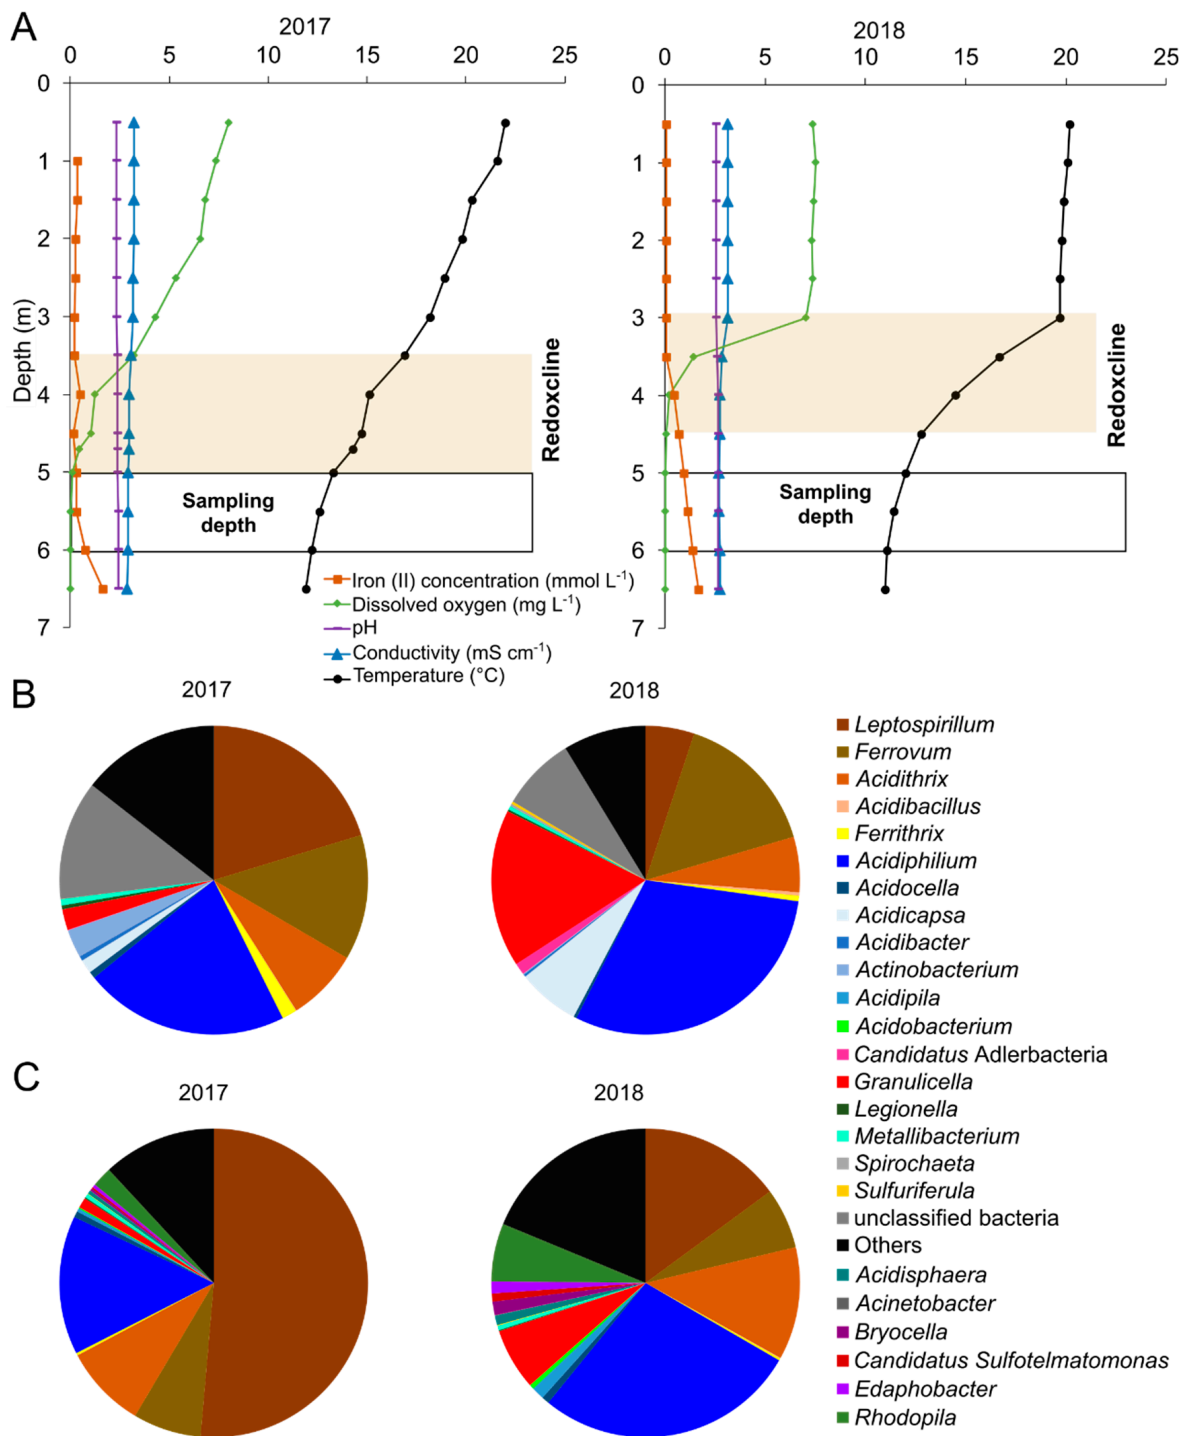 A
2017
0 5 10 15 20 25
0
1
2
3
4
5
6
7
Depth (m)
Redoxcline
Sampling
depth
2018
0 5 10 15 20 25
0
1
2
3
4
5
6
7
Redoxcline
Sampling
depth
Iron (II) concentration (mmol L⁻¹)
Dissolved oxygen (mg L⁻¹)
pH
Conductivity (mS cm⁻¹)
Temperature (°C)
B
2017
2018
C
2017
2018
Leptospirillum
Ferrovum
Acidithrix
Acidibacillus
Ferrithrix
Acidiphilium
Acidocella
Acidicapsa
Acidibacter
Actinobacterium
Acidipila
Acidobacterium
Candidatus Adlerbacteria
Granulicella
Legionella
Metallibacterium
Spirochaeta
Sulfuriferula
unclassified bacteria
Others
Acidisphaera
Acinetobacter
Bryocella
Candidatus Sulfotelmatomonas
Edaphobacter
Rhodopila